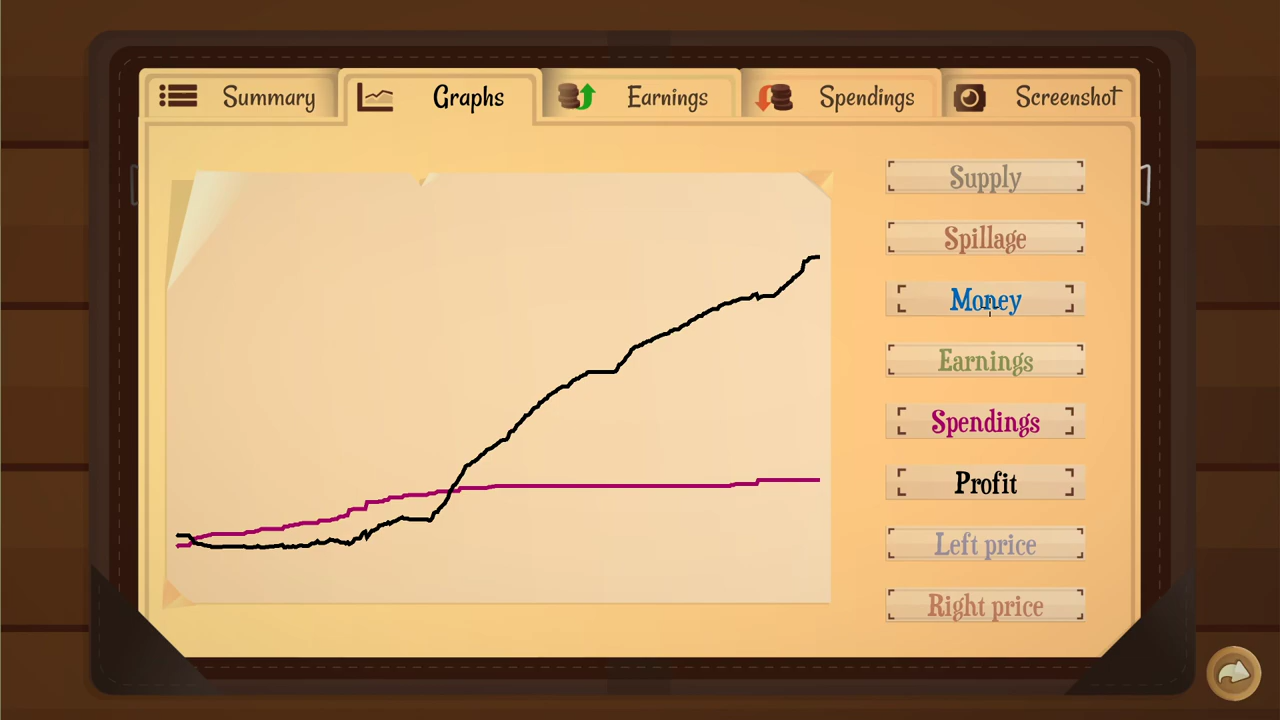 Summary
Graphs
Earnings
Spendings
Screenshot
Supply
Spillage
Money
Earnings
Spendings
Profit
Left price
Right price